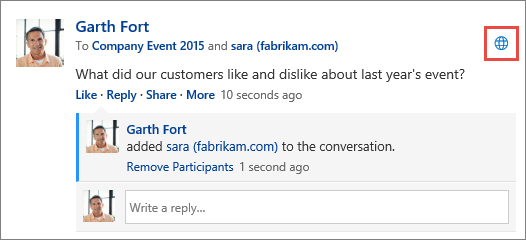 Garth Fort
To Company Event 2015 and sara (fabrikam.com)
What did our customers like and dislike about last year's event?
Like · Reply · Share · More 10 seconds ago
Garth Fort
added sara (fabrikam.com) to the conversation.
Remove Participants 1 second ago
Write a reply...